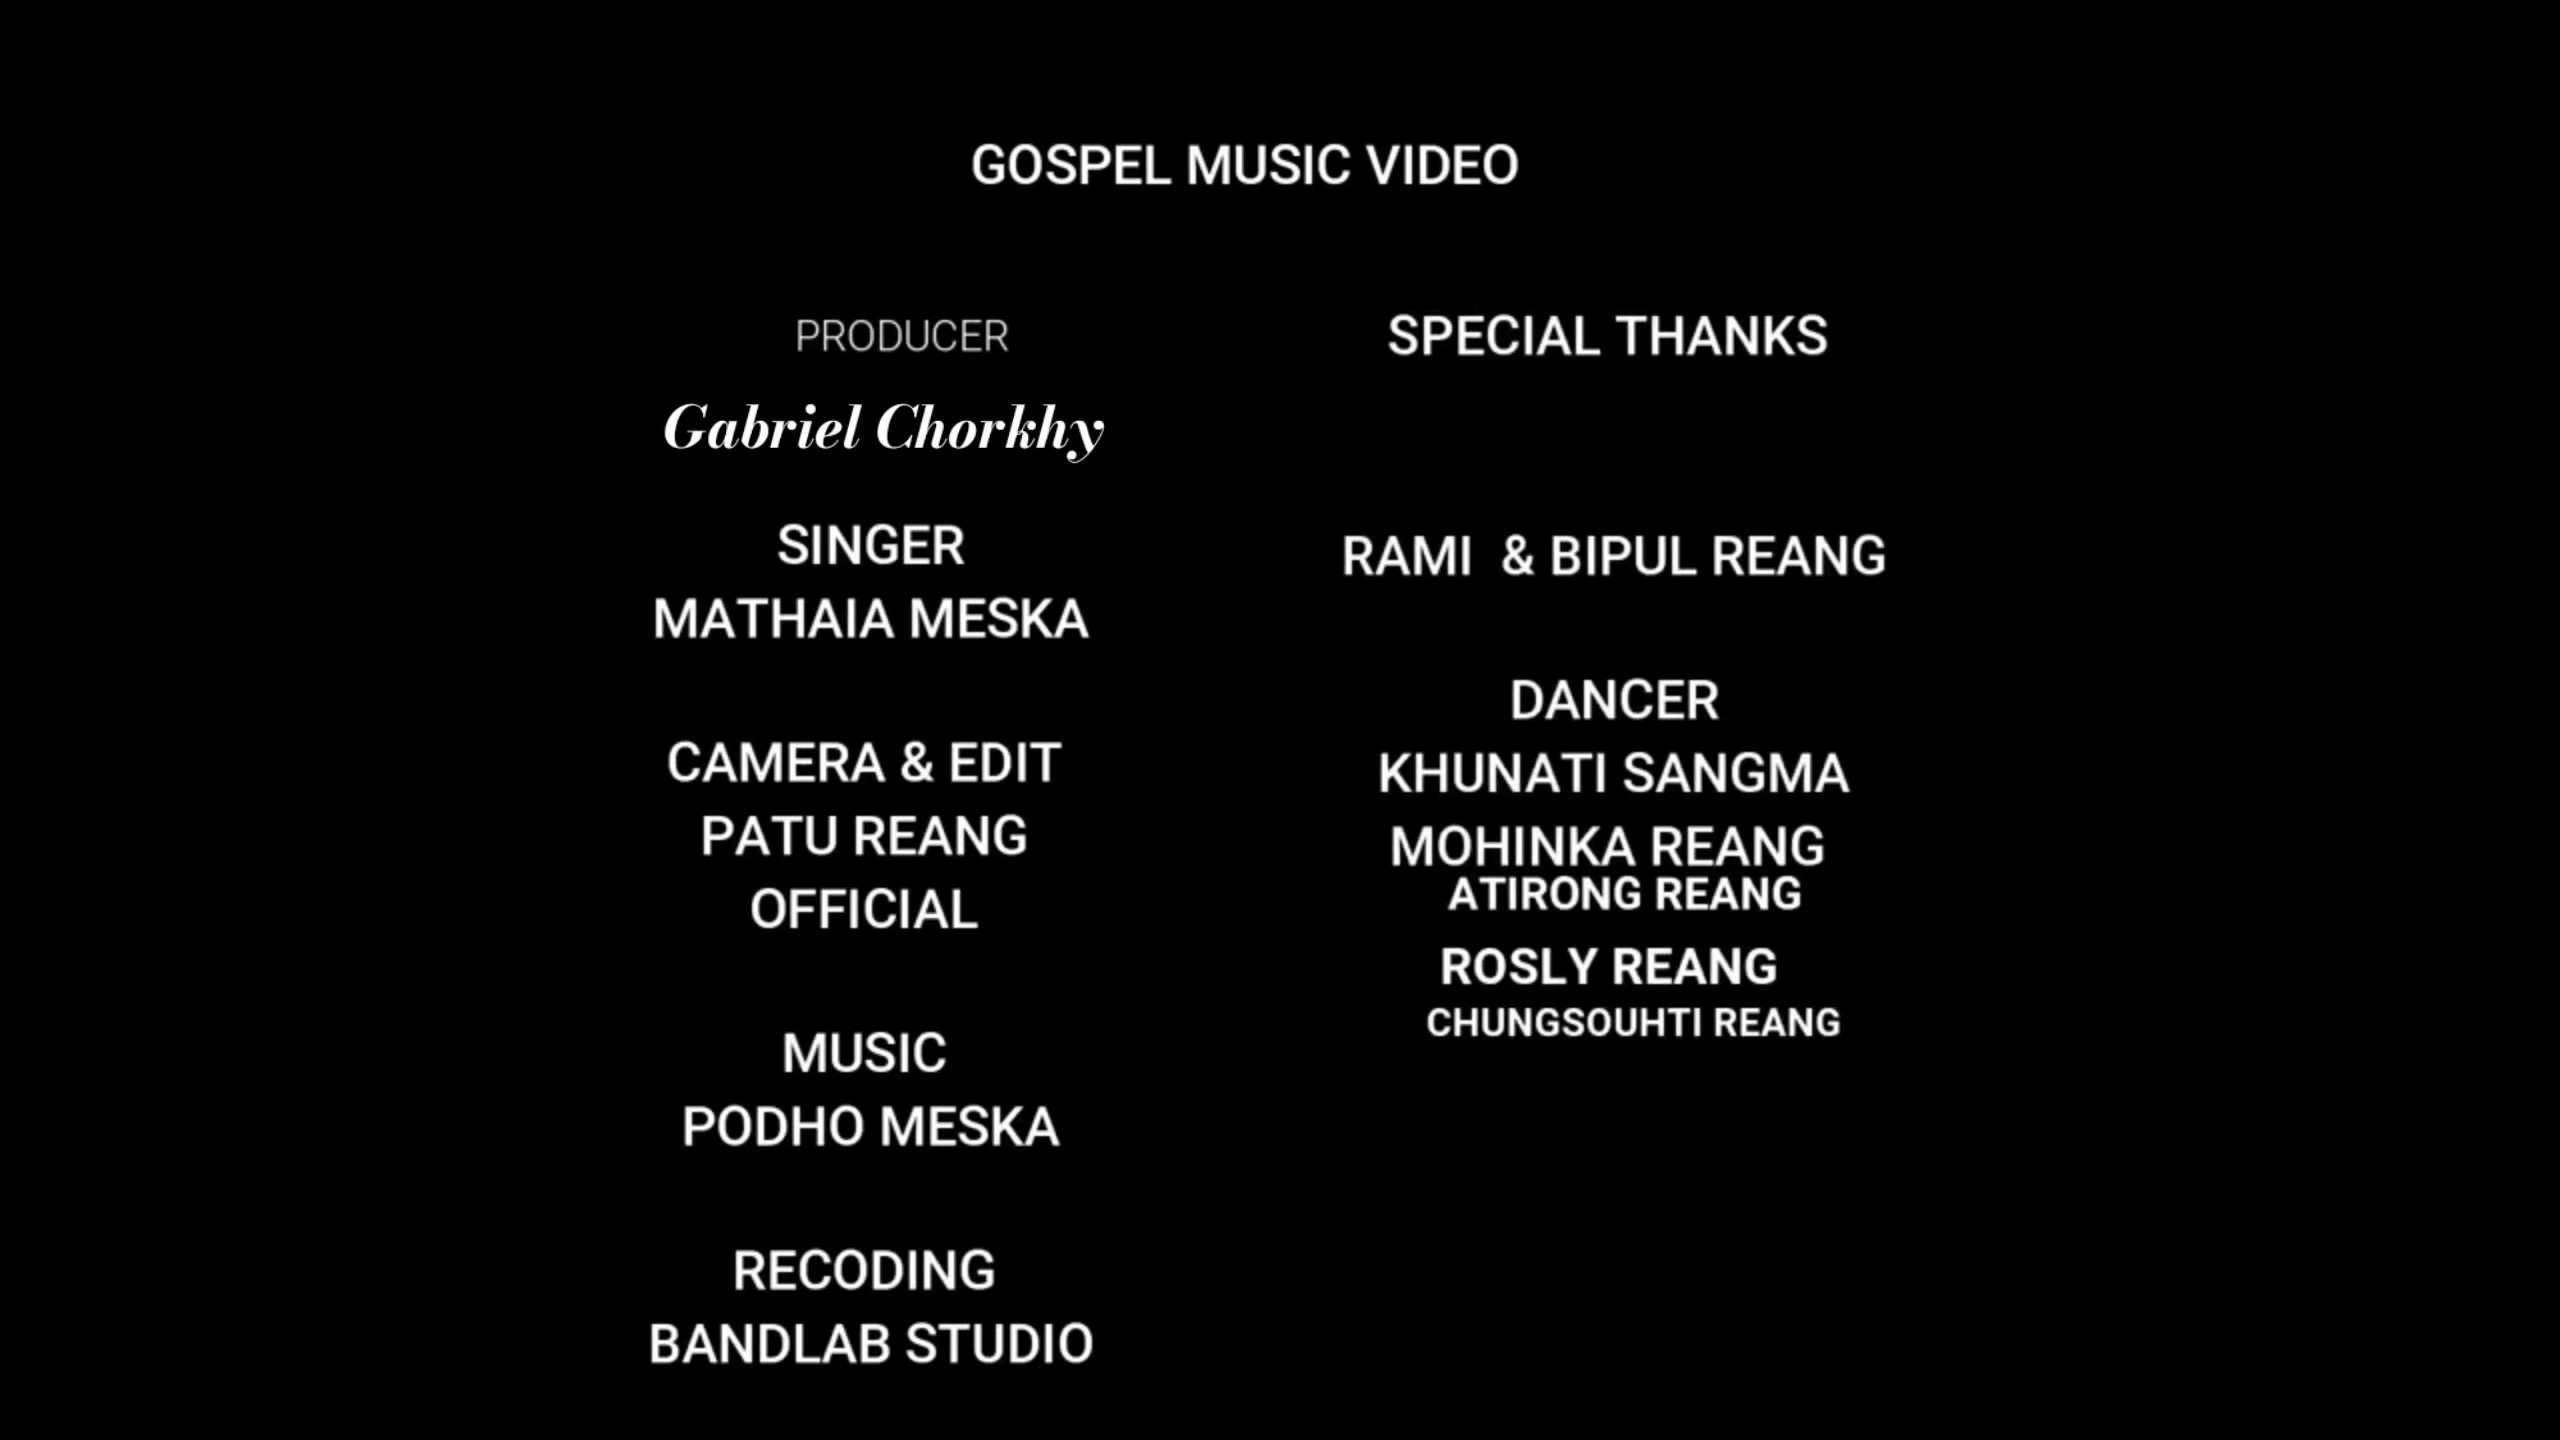 GOSPEL MUSIC VIDEO
PRODUCER
Gabriel Chorkhy
SINGER
MATHAIA MESKA
CAMERA & EDIT
PATU REANG
OFFICIAL
MUSIC
PODHO MESKA
RECODING
BANDLAB STUDIO
SPECIAL THANKS
RAMI & BIPUL REANG
DANCER
KHUNATI SANGMA
MOHINKA REANG
ATIRONG REANG
ROSLY REANG
CHUNGSOUHTI REANG